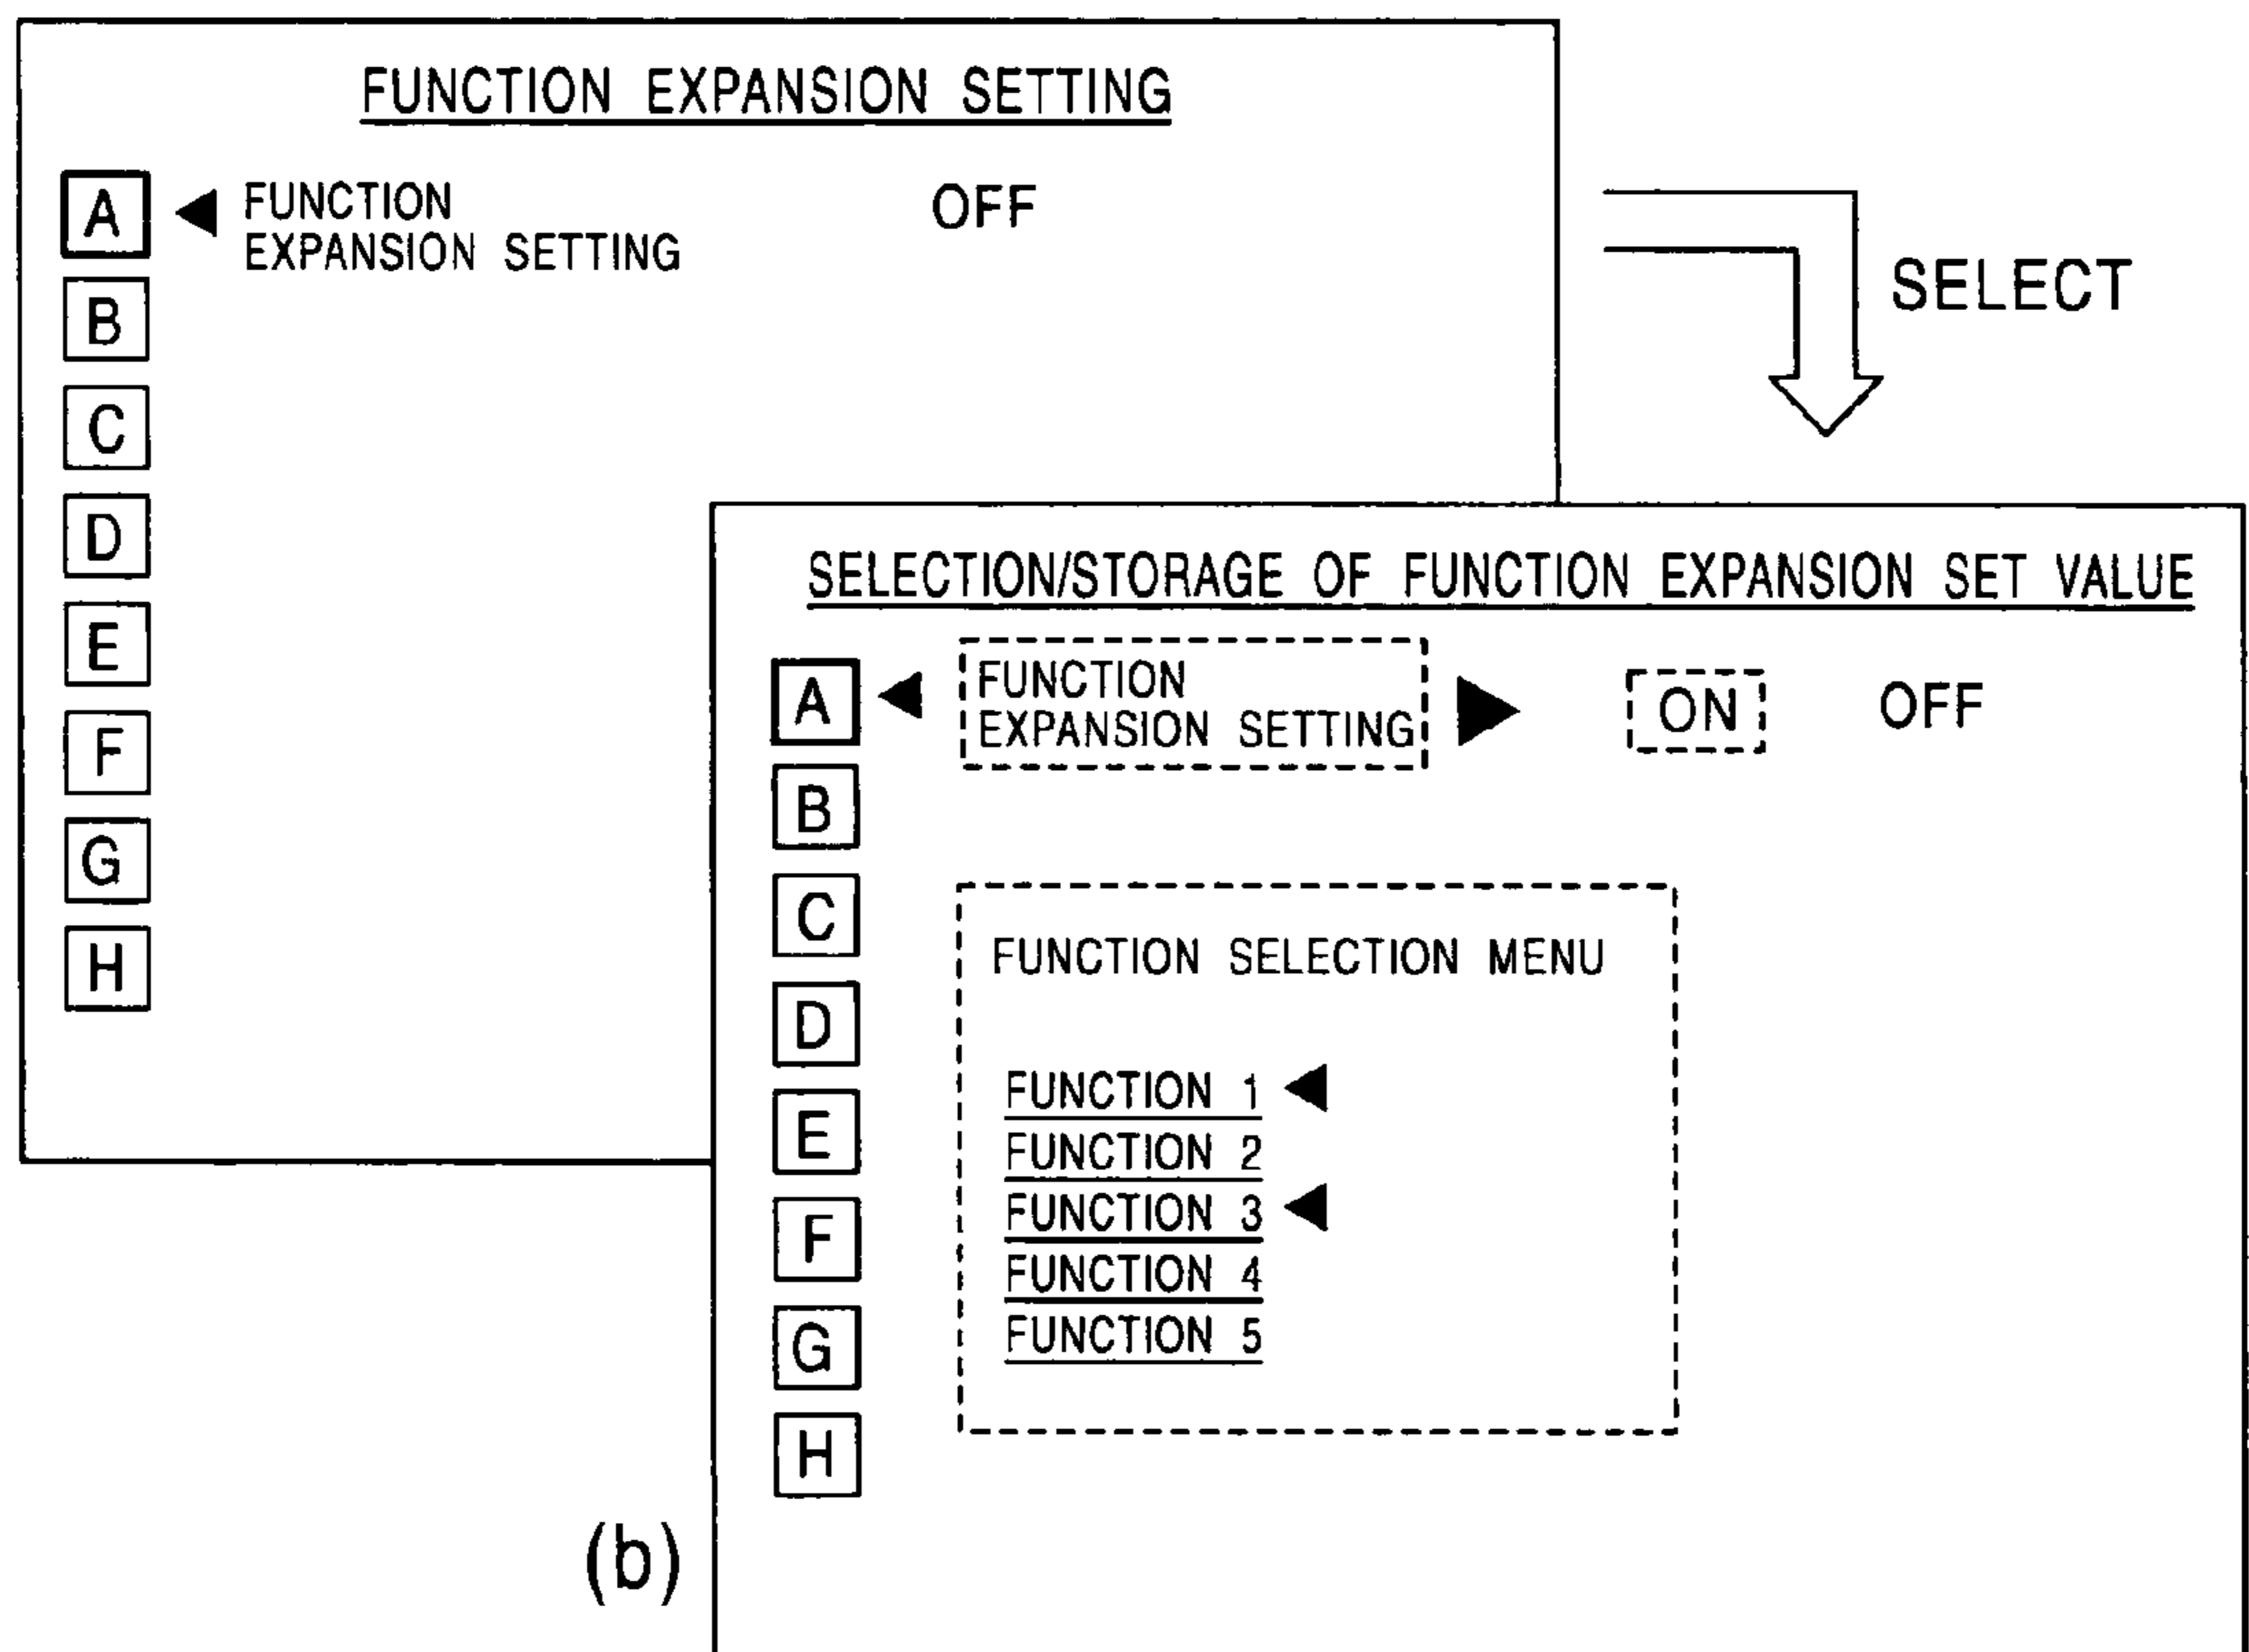 FUNCTION EXPANSION SETTING
A ◀ FUNCTION EXPANSION SETTING OFF
B
C
D
E
F
G
H
SELECT
SELECTION/STORAGE OF FUNCTION EXPANSION SET VALUE
A ◀ FUNCTION EXPANSION SETTING ▶ ON OFF
B
C
D
E
F
G
H
FUNCTION SELECTION MENU
FUNCTION 1 ◀
FUNCTION 2
FUNCTION 3 ◀
FUNCTION 4
FUNCTION 5
(b)